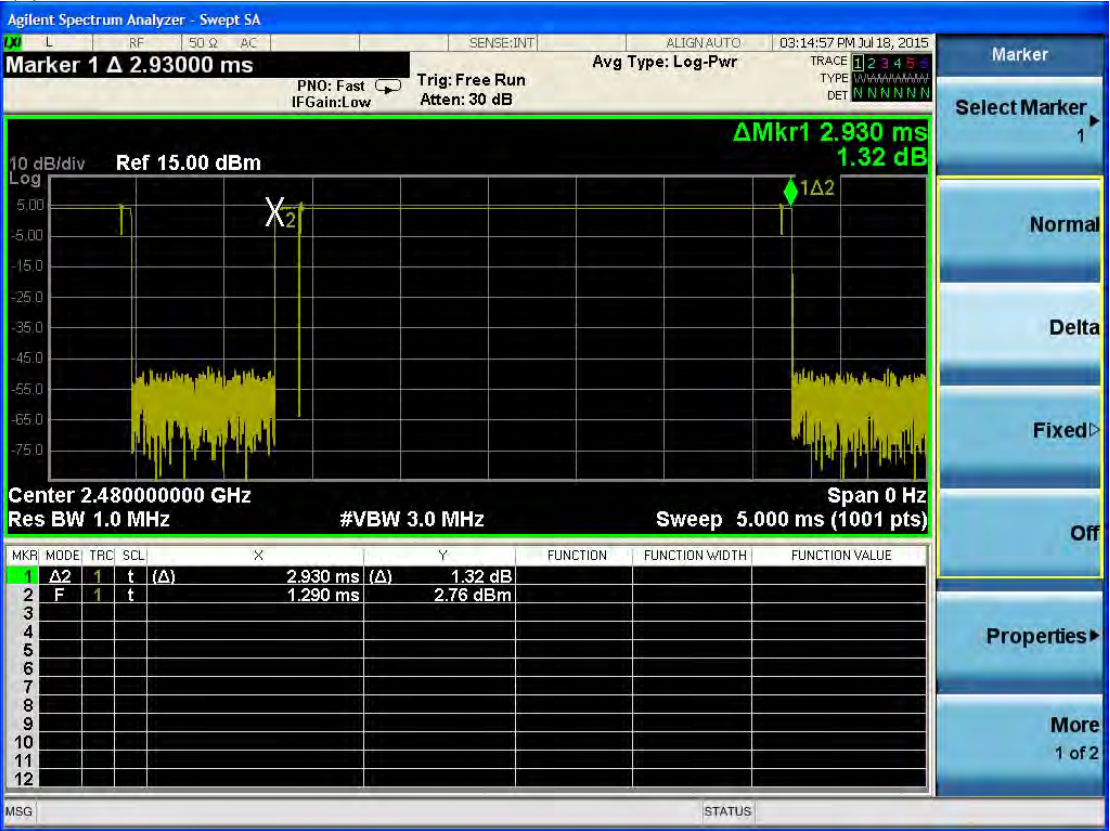 Agilent Spectrum Analyzer - Swept SA
LXI L RF 50 Ω AC SENSE:INT ALIGN AUTO 03:14:57 PM Jul 18, 2015
Marker 1 Δ 2.93000 ms
PNO: Fast
IFGain:Low
Trig: Free Run
Atten: 30 dB
Avg Type: Log-Pwr
TRACE 1 2 3 4 5 6
TYPE
DET N N N N N N
ΔMkr1 2.930 ms
1.32 dB
10 dB/div Ref 15.00 dBm
Log
1Δ2
5.00
2
-5.00
-15.0
-25.0
-35.0
-45.0
-55.0
-65.0
-75.0
Center 2.480000000 GHz Span 0 Hz
Res BW 1.0 MHz #VBW 3.0 MHz Sweep 5.000 ms (1001 pts)
MKR MODE TRC SCL X Y FUNCTION FUNCTION WIDTH FUNCTION VALUE
1 Δ2 1 t (Δ) 2.930 ms (Δ) 1.32 dB
2 F 1 t 1.290 ms 2.76 dBm
3
4
5
6
7
8
9
10
11
12
MSG STATUS
Marker
Select Marker
1
Normal
Delta
Fixed
Off
Properties
More
1 of 2